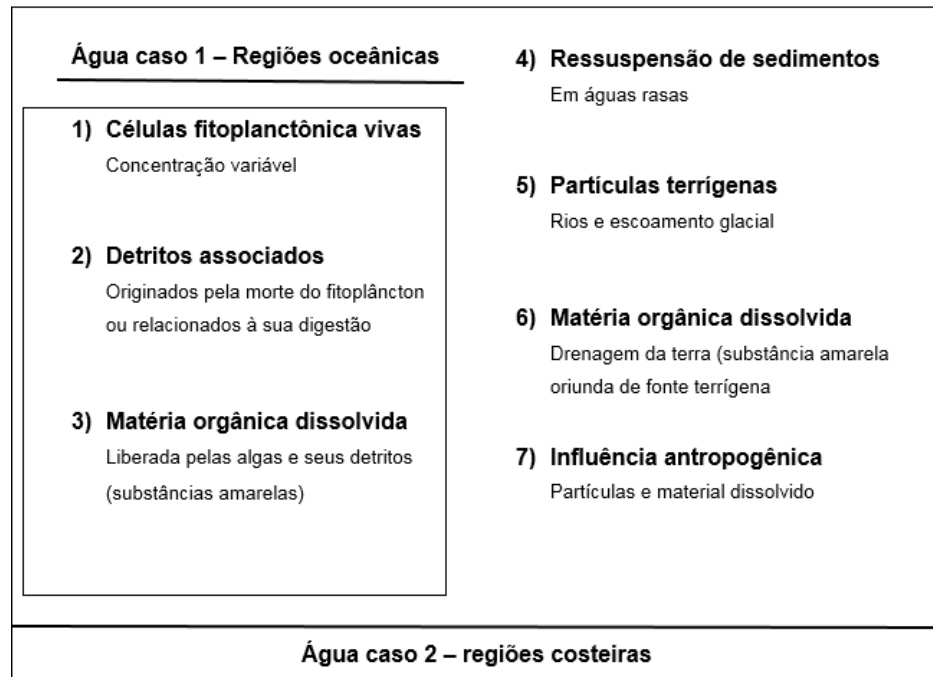 Água caso 1 – Regiões oceânicas
1) Células fitoplanctônica vivas
Concentração variável
2) Detritos associados
Originados pela morte do fitoplâncton
ou relacionados à sua digestão
3) Matéria orgânica dissolvida
Liberada pelas algas e seus detritos
(substâncias amarelas)
4) Ressuspensão de sedimentos
Em águas rasas
5) Partículas terrígenas
Rios e escoamento glacial
6) Matéria orgânica dissolvida
Drenagem da terra (substância amarela
oriunda de fonte terrígena
7) Influência antropogênica
Partículas e material dissolvido
Água caso 2 – regiões costeiras